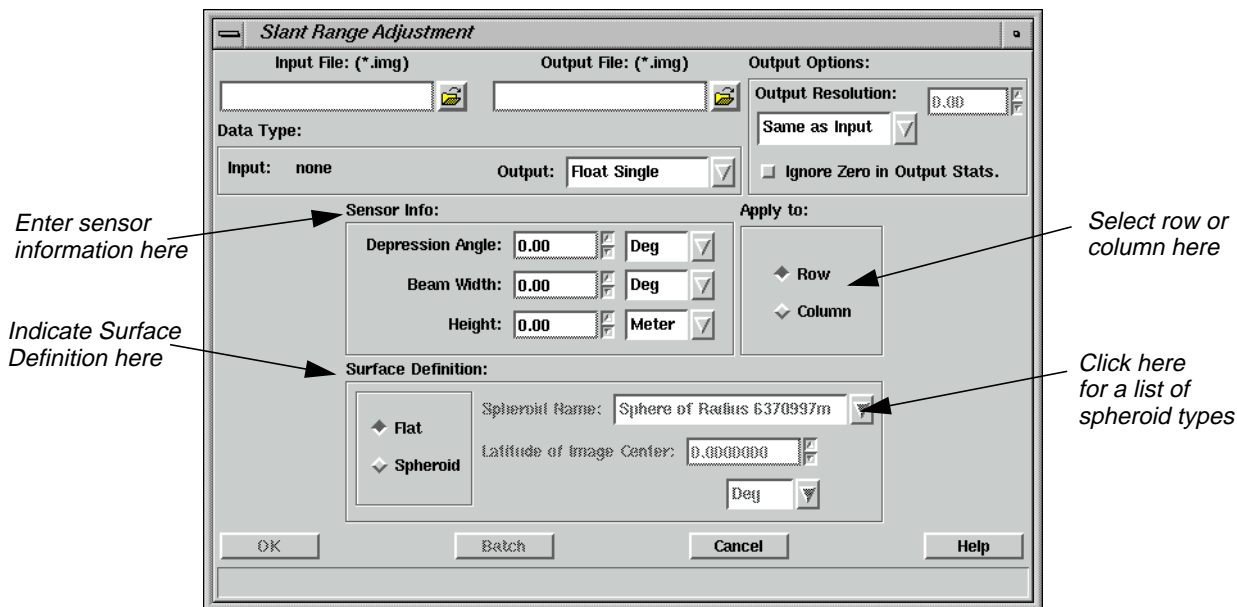 Slant Range Adjustment
Input File: (*.img)
Output File: (*.img)
Output Options:
Output Resolution:
0.00
Same as Input
Ignore Zero in Output Stats.
Data Type:
Input: none
Output: Float Single
Enter sensor
information here
Sensor Info:
Depression Angle: 0.00 Deg
Beam Width: 0.00 Deg
Height: 0.00 Meter
Apply to:
Row
Column
Select row or
column here
Indicate Surface
Definition here
Surface Definition:
Flat
Spheroid
Spheroid Name: Sphere of Radius 6370997m
Latitude of Image Center: 0.0000000
Deg
Click here
for a list of
spheroid types
OK
Batch
Cancel
Help